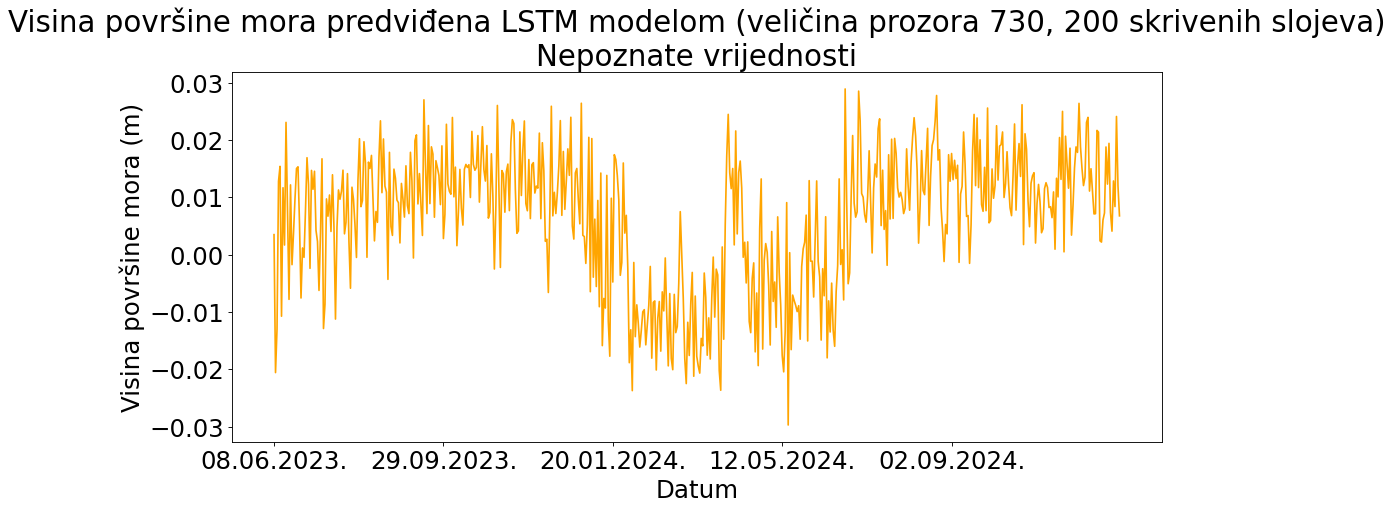 Visina površine mora predviđena LSTM modelom (veličina prozora 730, 200 skrivenih slojeva)
Nepoznate vrijednosti
Visina površine mora (m)
0.03
0.02
0.01
0.00
−0.01
−0.02
−0.03
08.06.2023. 29.09.2023. 20.01.2024. 12.05.2024. 02.09.2024.
Datum